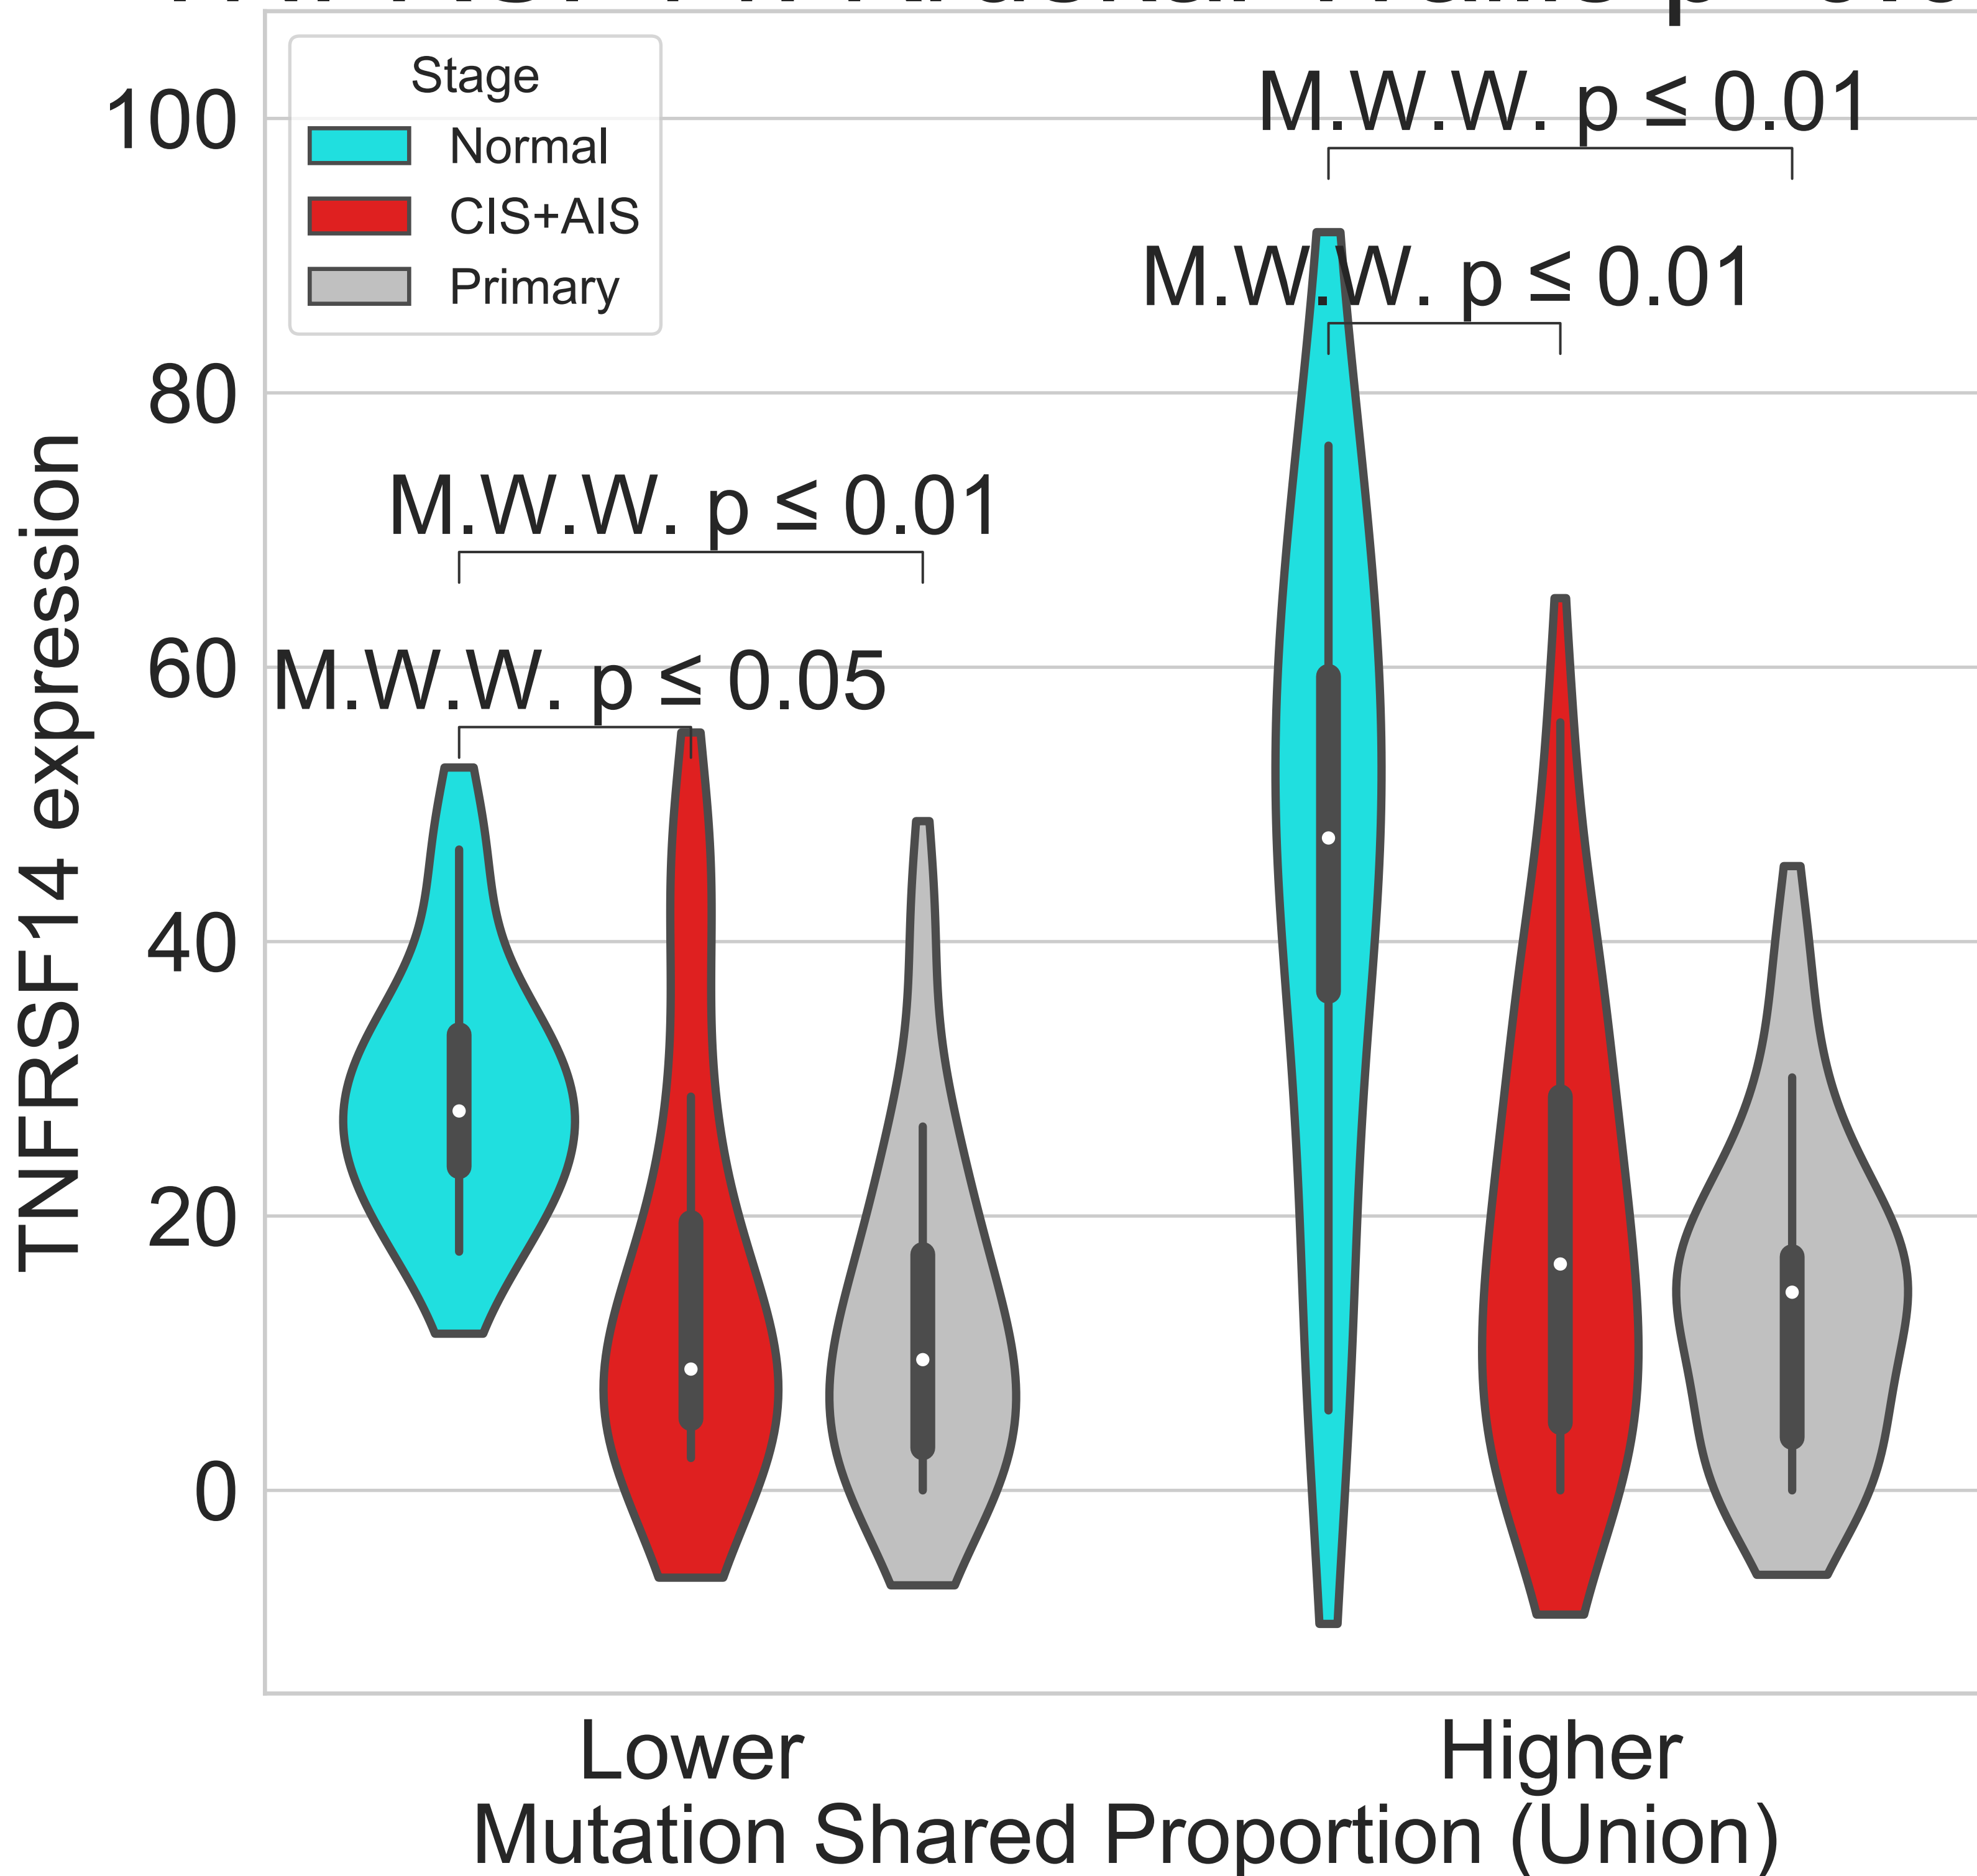 Stage
Normal
CIS+AIS
Primary
M.W.W. p ≤ 0.01
M.W.W. p ≤ 0.01
M.W.W. p ≤ 0.01
M.W.W. p ≤ 0.05
100
80
60
40
20
0
TNFRSF14 expression
Lower
Higher
Mutation Shared Proportion (Union)